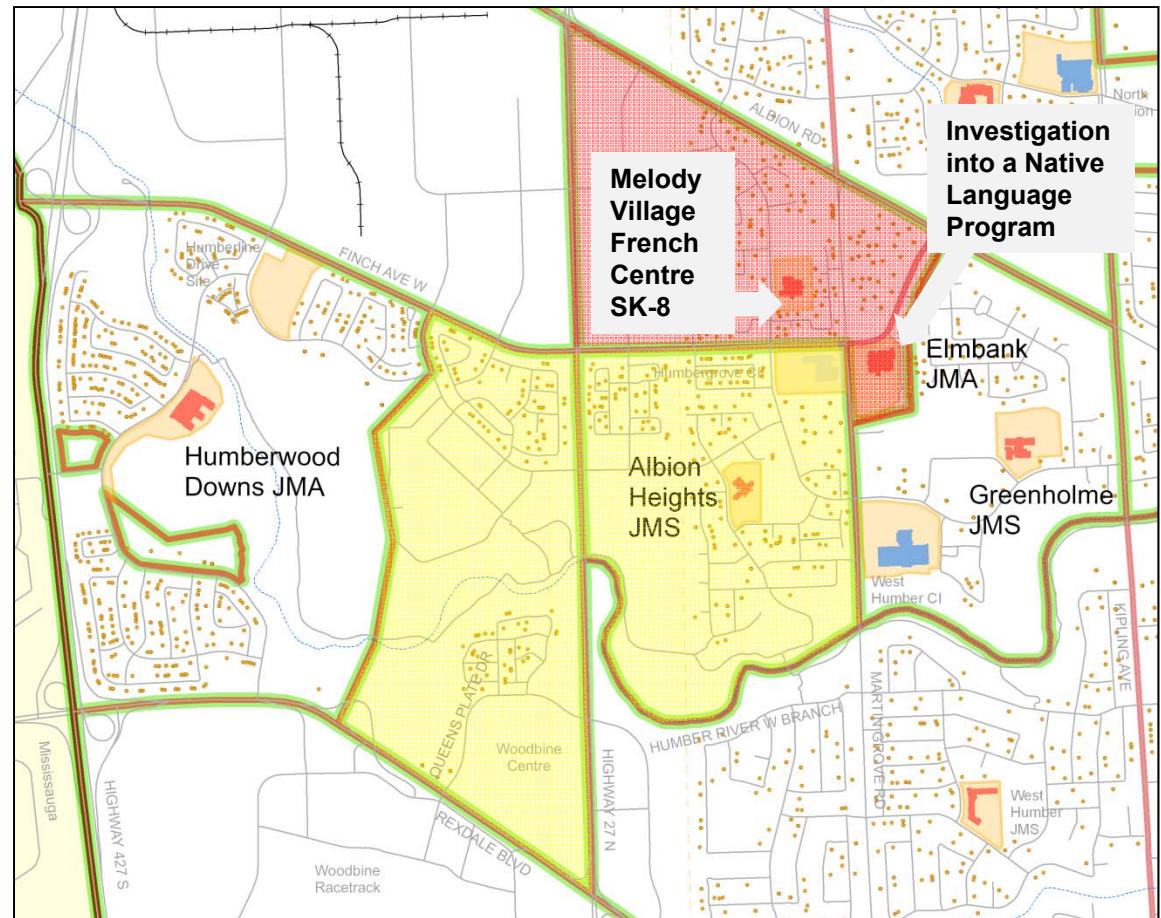 ALBION RD
North
Investigation
into a Native
Language
Program
Melody
Village
French
Centre
SK-8
Humberline
Drive
Site
FINCH AVE W
Elmbank
JMA
Humbergrove
Humberwood
Downs JMA
Albion
Heights
JMS
Greenholme
JMS
West
Humber CI
KIPLING AVE
QUEENS PLATE DR
MARTIN GROVE RD
HUMBER RIVER W BRANCH
Woodbine
Centre
HIGHWAY 27 N
Mississauga
HIGHWAY 427 S
REXDALE BLVD
West
Humber
JMS
Woodbine
Racetrack